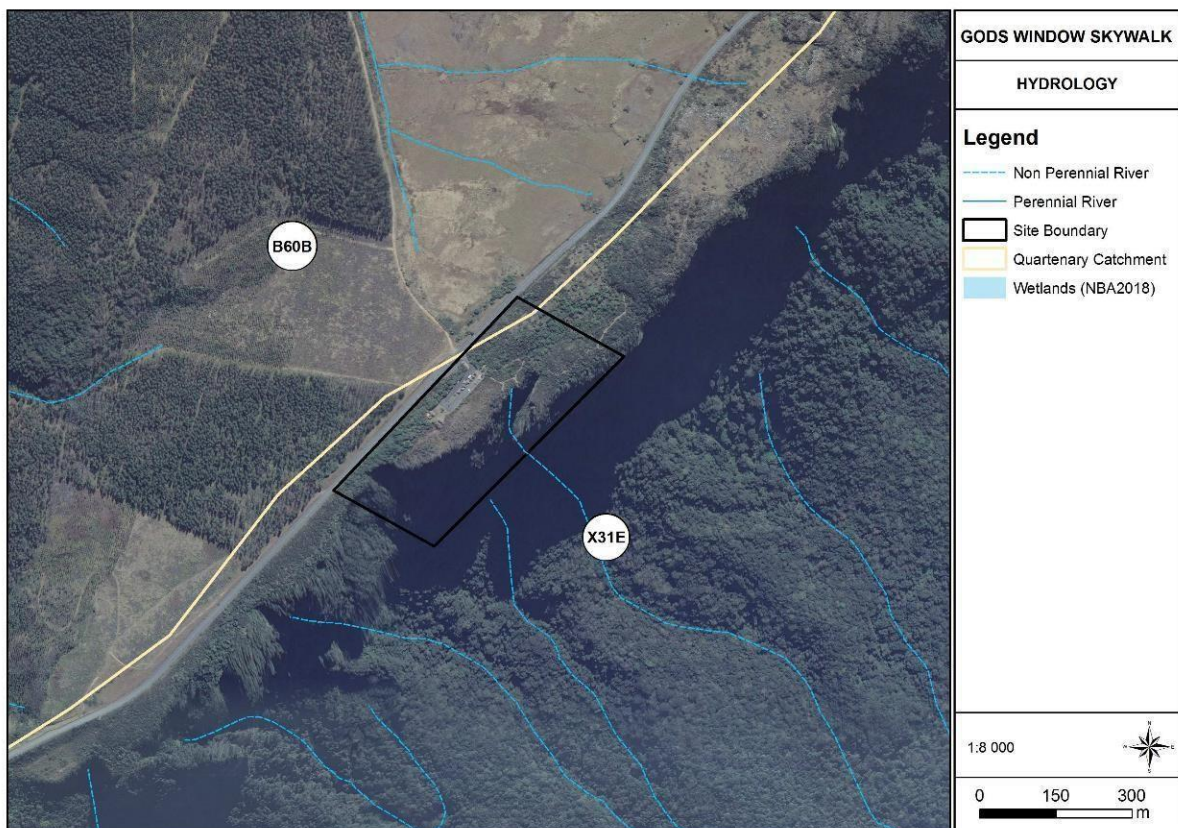 GODS WINDOW SKYWALK
HYDROLOGY
Legend
Non Perennial River
Perennial River
Site Boundary
Quartenary Catchment
Wetlands (NBA2018)
B60B
X31E
1:8 000
N
W
E
S
0 150 300
m